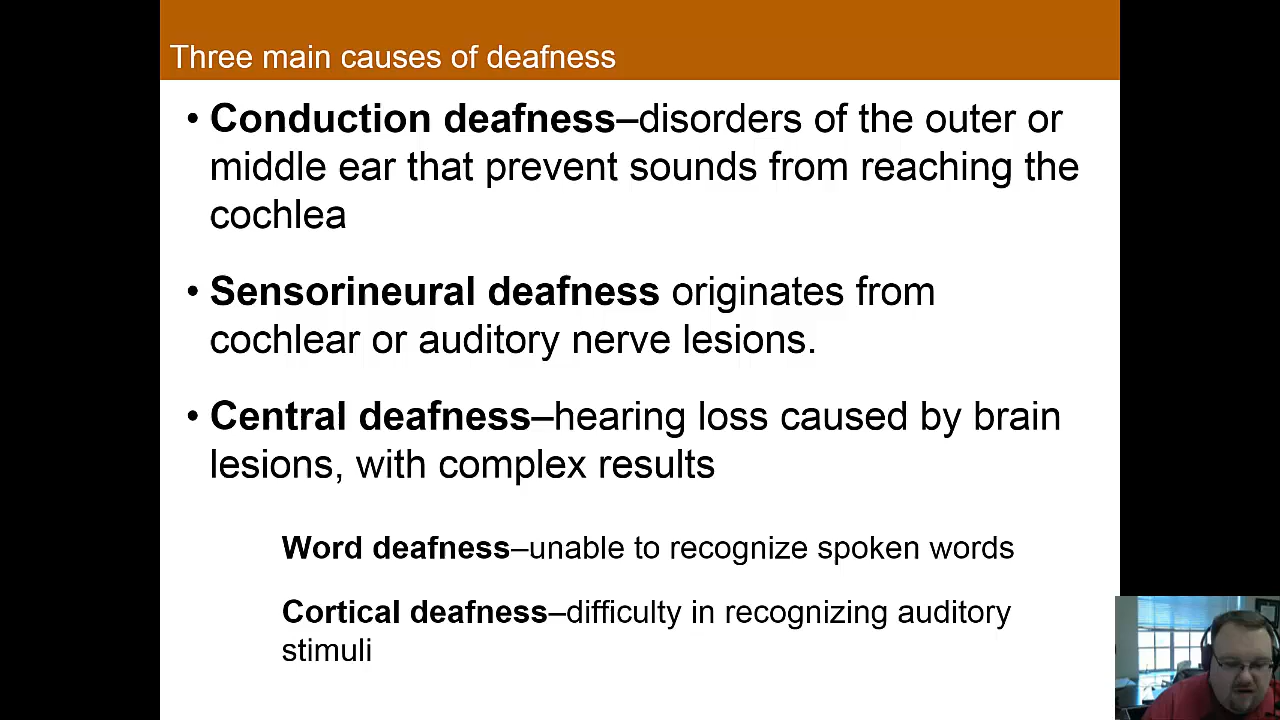 Three main causes of deafness
• Conduction deafness–disorders of the outer or
middle ear that prevent sounds from reaching the
cochlea
• Sensorineural deafness originates from
cochlear or auditory nerve lesions.
• Central deafness–hearing loss caused by brain
lesions, with complex results
Word deafness–unable to recognize spoken words
Cortical deafness–difficulty in recognizing auditory
stimuli